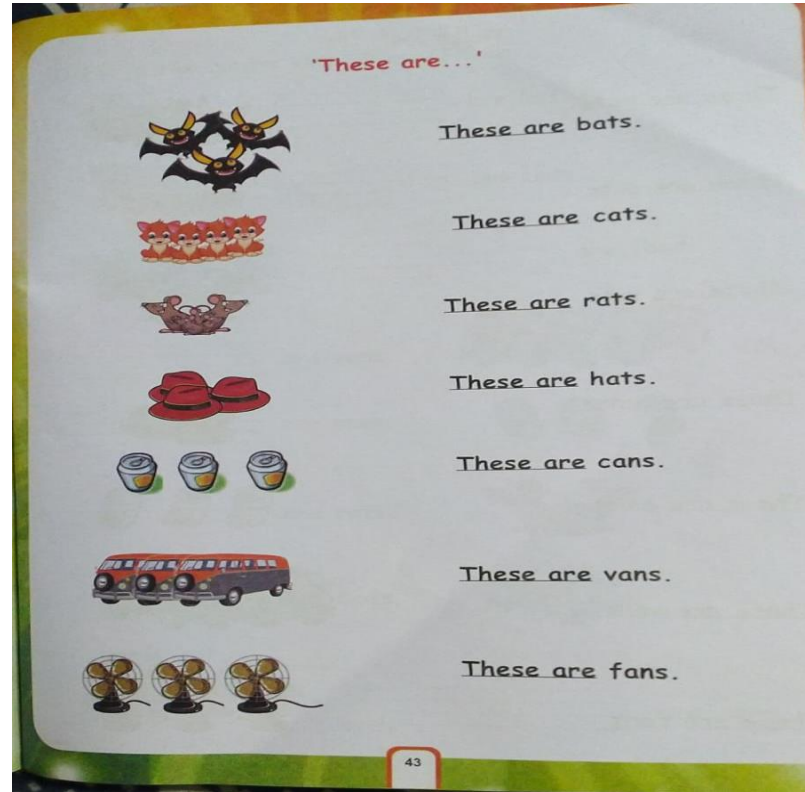 'These are...'
These are bats.
These are cats.
These are rats.
These are hats.
These are cans.
These are vans.
These are fans.
43